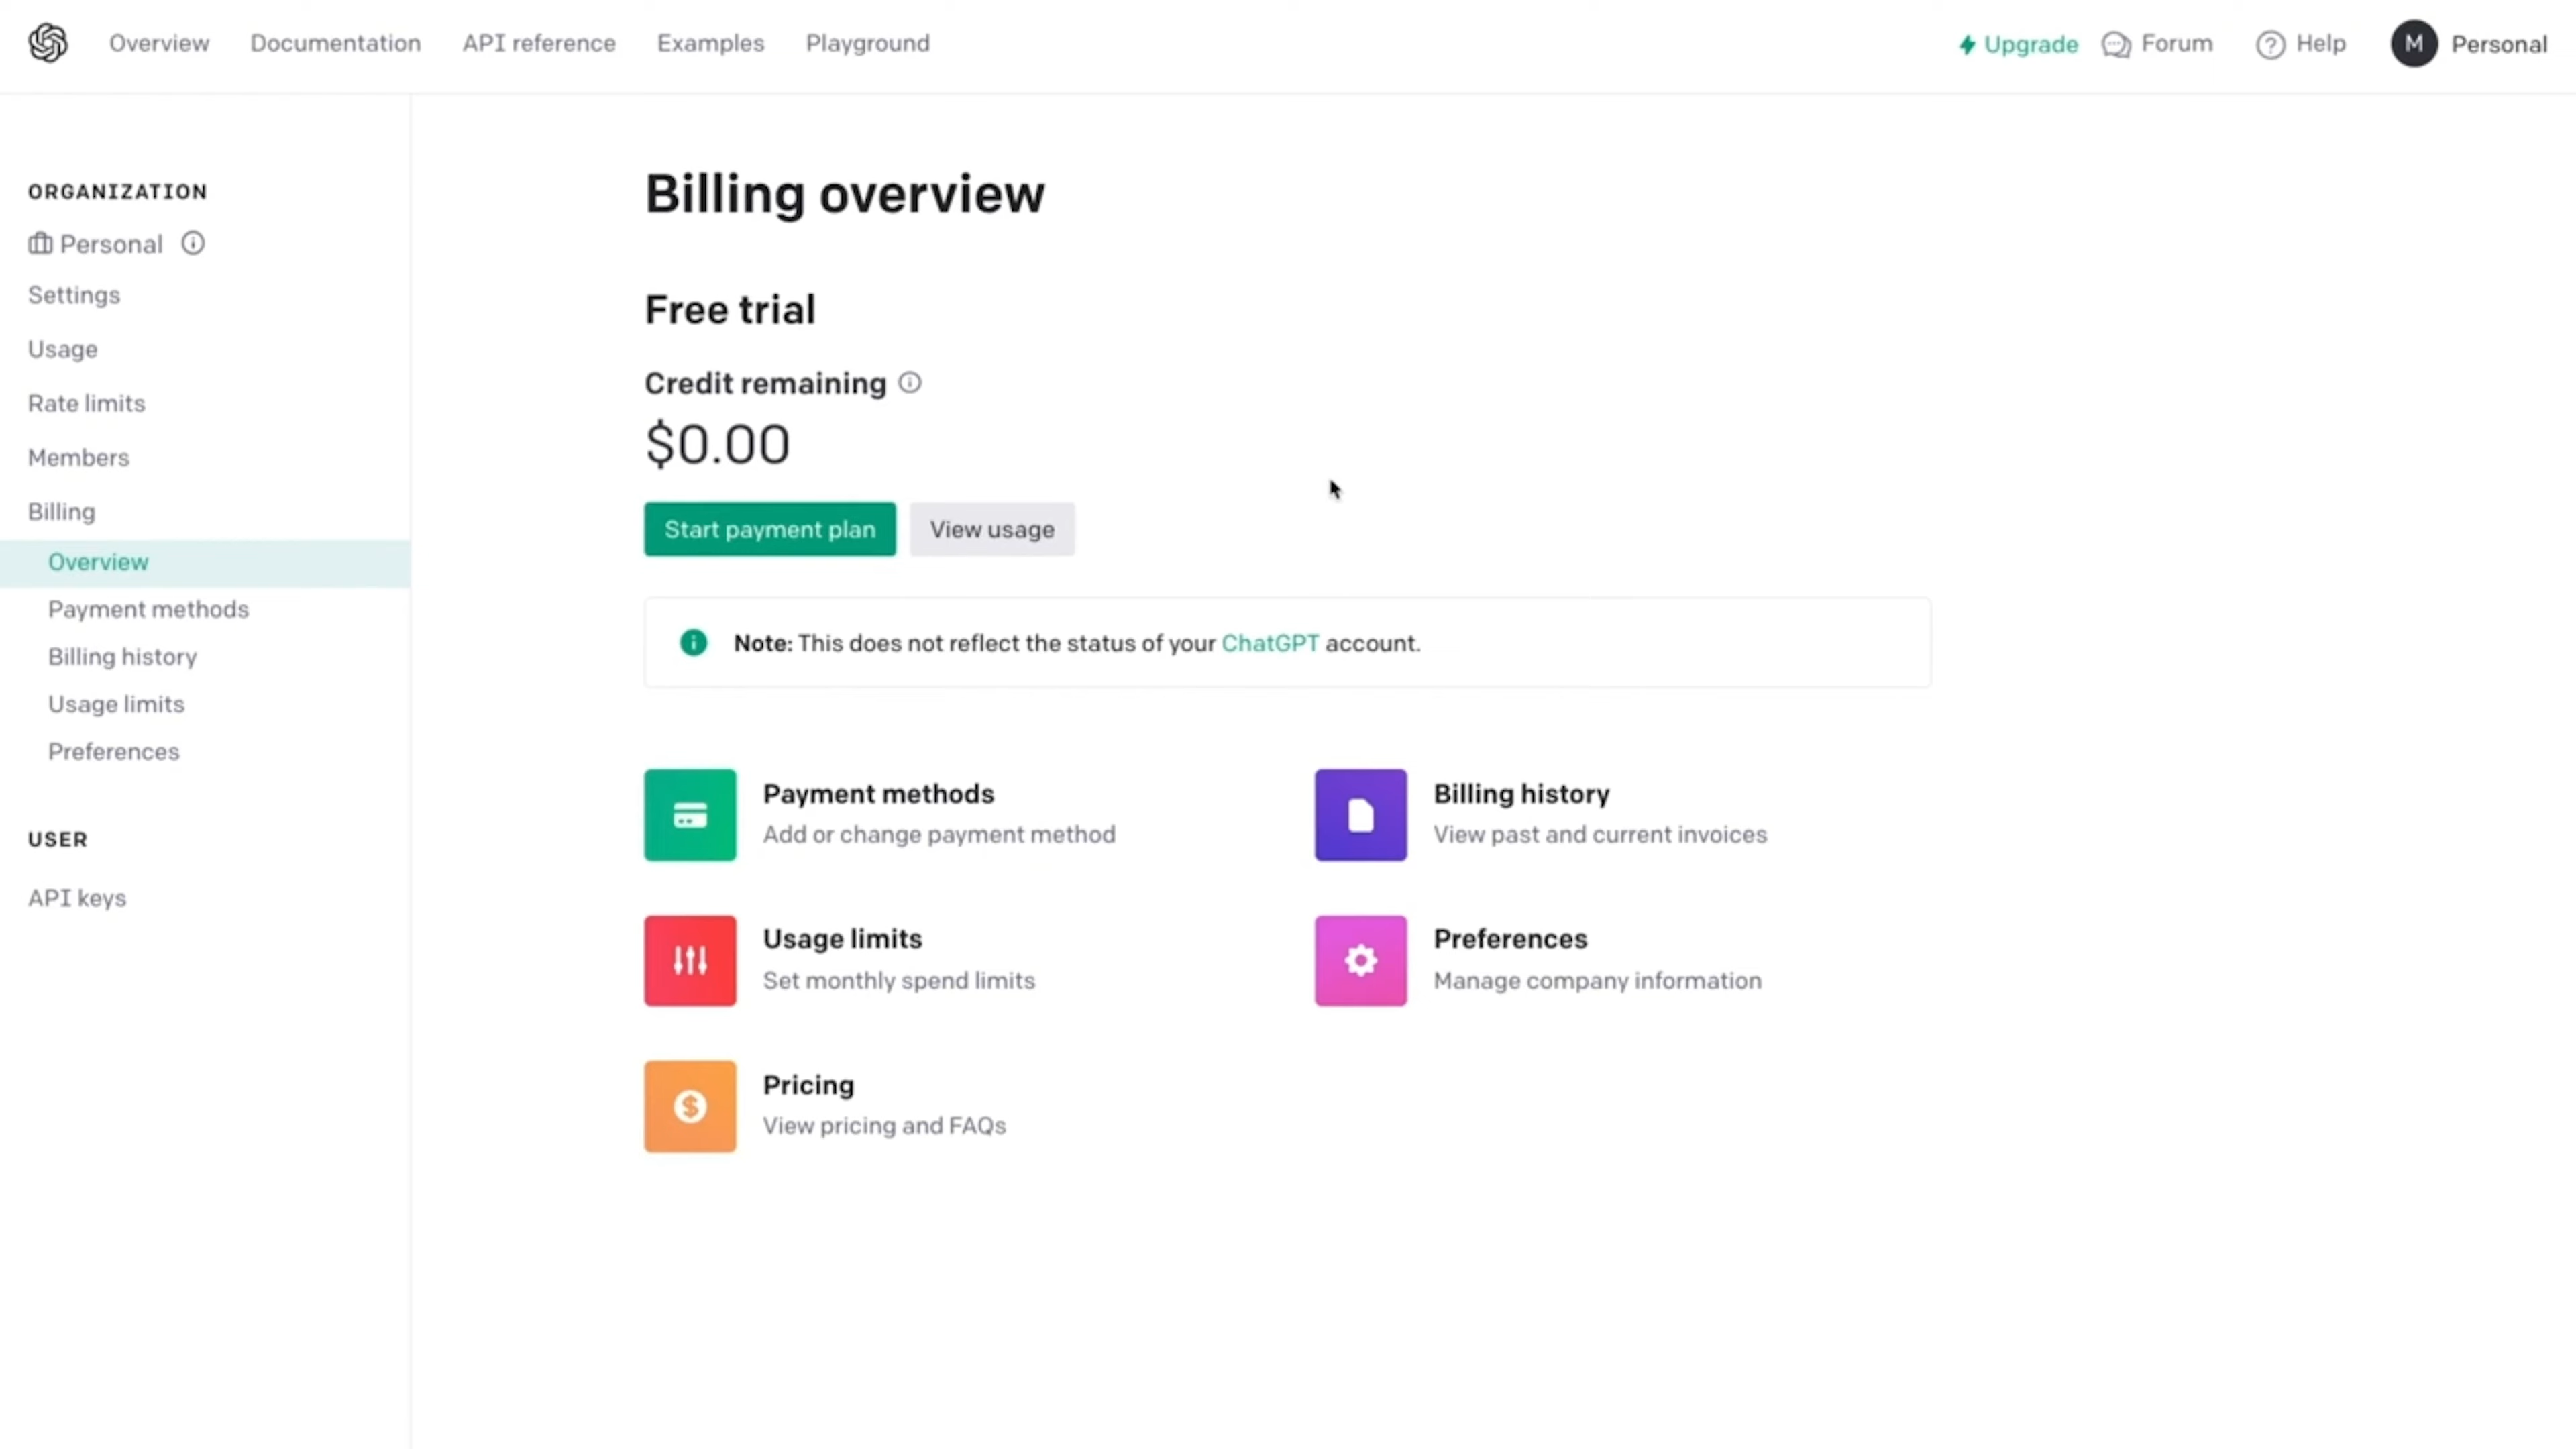 Overview Documentation API reference Examples Playground Upgrade Forum Help M Personal
ORGANIZATION
Personal
Settings
Usage
Rate limits
Members
Billing
Overview
Payment methods
Billing history
Usage limits
Preferences
USER
API keys
Billing overview
Free trial
Credit remaining
$0.00
Start payment plan View usage
Note: This does not reflect the status of your ChatGPT account.
Payment methods
Add or change payment method
Billing history
View past and current invoices
Usage limits
Set monthly spend limits
Preferences
Manage company information
Pricing
View pricing and FAQs